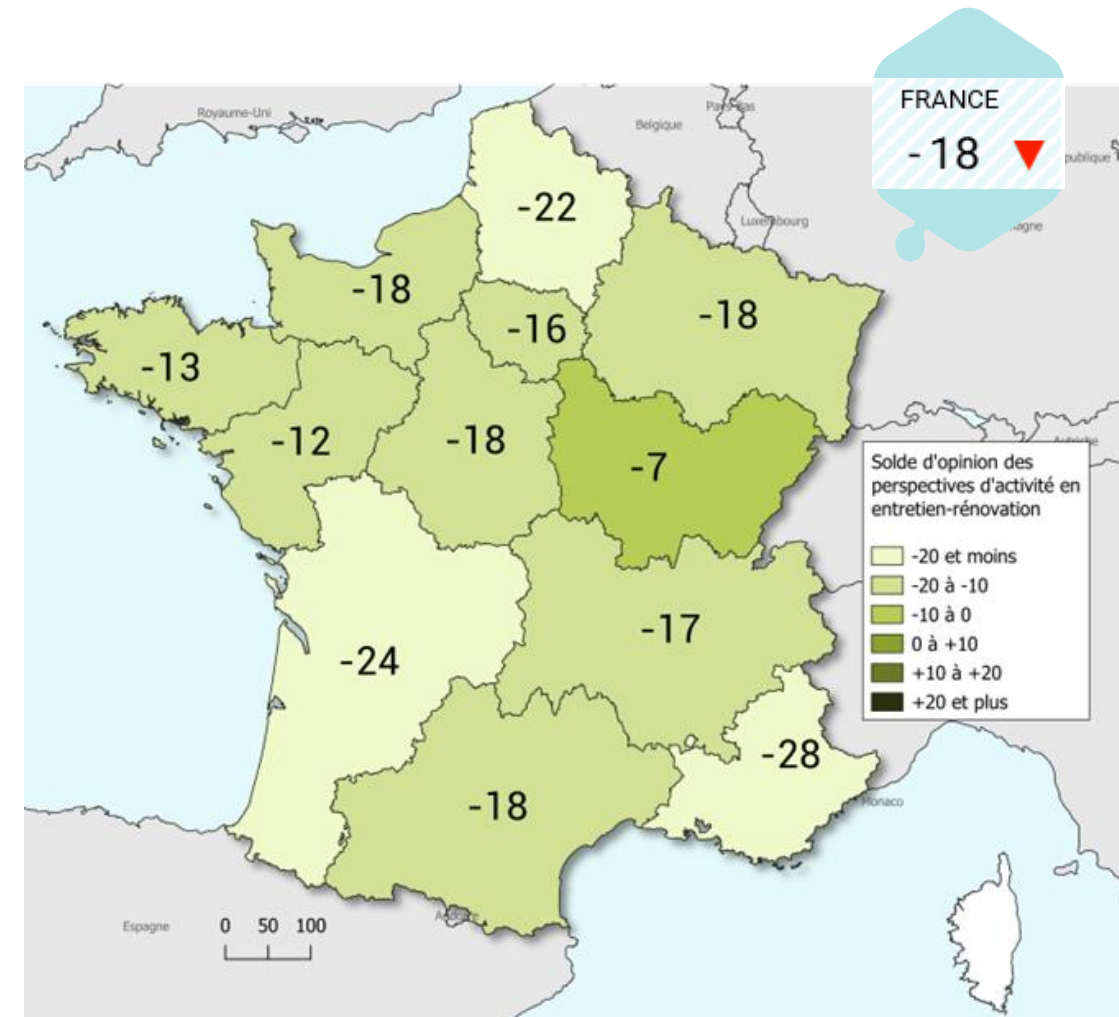 FRANCE
-18
Royaume-Uni
Pays-Bas
Belgique
publique
Luxembourg
-22
-18
-16
-18
-13
-12
-18
-7
Autriche
Solde d'opinion des
perspectives d'activité en
entretien-rénovation
-20 et moins
-20 à -10
-10 à 0
0 à +10
+10 à +20
+20 et plus
-17
-24
-28
-18
Monaco
Espagne
Andorre
0 50 100